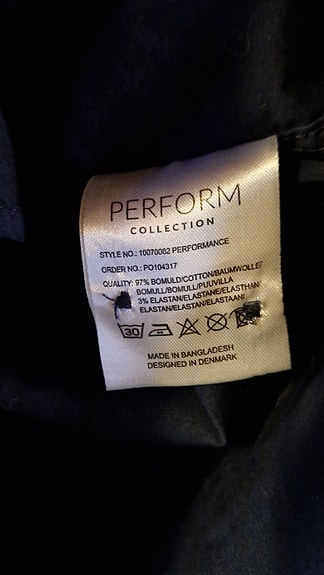 PERFORM
COLLECTION
STYLE NO.: 10070002 PERFORMANCE
ORDER NO.: PO104317
QUALITY: 97% BOMULD/COTTON/BAUMWOLLE/
BOMULL/BOMULL/PUUVILLA
3% ELASTAN/ELASTANE/ELASTHAN
ELASTAN/ELASTAN/ELASTAANI
30
MADE IN BANGLADESH
DESIGNED IN DENMARK